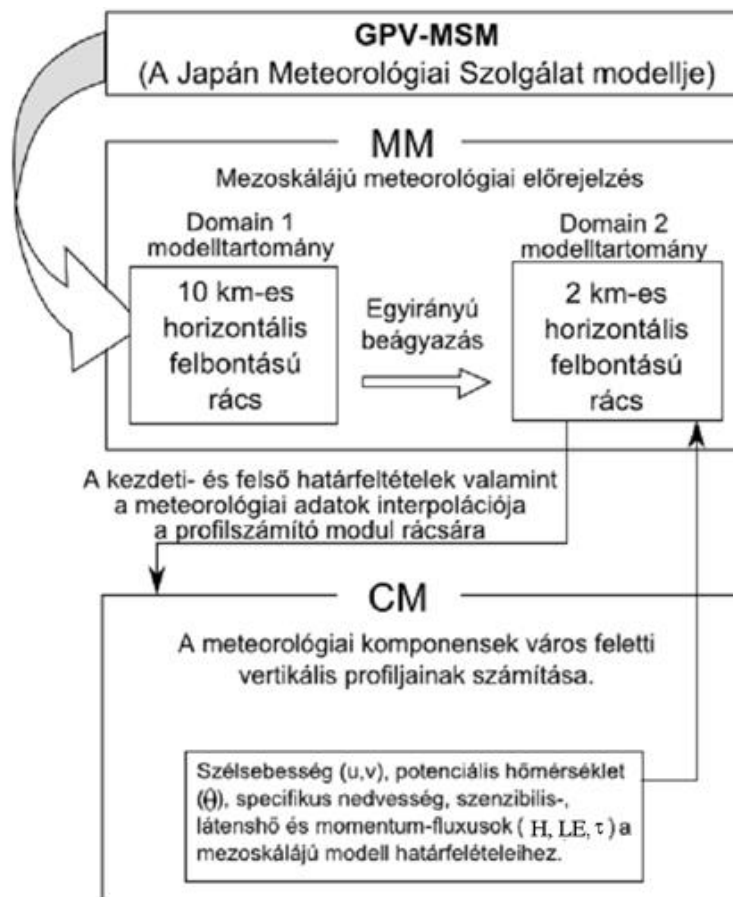 GPV-MSM
(A Japán Meteorológiai Szolgálat modellje)
MM
Mezoskálájú meteorológiai előrejelzés
Domain 1
modelltartomány
10 km-es
horizontális
felbontású
rács
Egyirányú
beágyazás
Domain 2
modelltartomány
2 km-es
horizontális
felbontású
rács
A kezdeti- és felső határfeltételek valamint
a meteorológiai adatok interpolációja
a profilszámító modul rácsára
CM
A meteorológiai komponensek város feletti
vertikális profiljainak számítása.
Szélsebesség (u,v), potenciális hőmérséklet
(θ), specifikus nedvesség, szenzibilis-,
látenshő és momentum-fluxusok ( H, LE, τ ) a
mezoskálájú modell határfelételeihez.